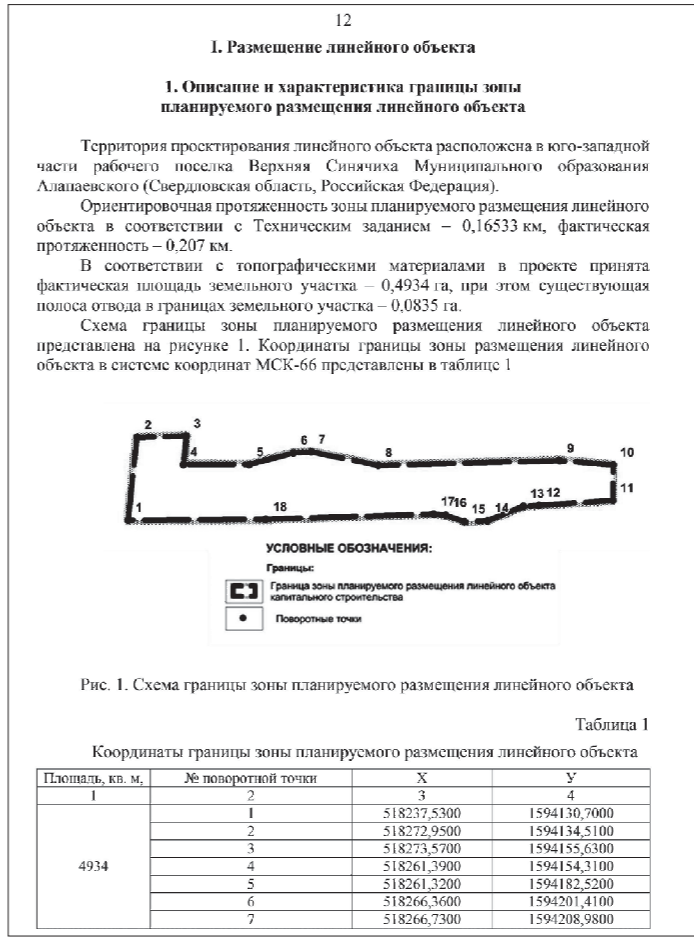 12
I. Размещение линейного объекта
1. Описание и характеристика границы зоны
планируемого размещения линейного объекта
Территория проектирования линейного объекта расположена в юго-западной
части рабочего поселка Верхняя Синячиха Муниципального образования
Алапаевского (Свердловская область, Российская Федерация).
Ориентировочная протяженность зоны планируемого размещения линейного
объекта в соответствии с Техническим заданием – 0,16533 км, фактическая
протяженность – 0,207 км.
В соответствии с топографическими материалами в проекте принята
фактическая площадь земельного участка – 0,4934 га, при этом существующая
полоса отвода в границах земельного участка – 0,0835 га.
Схема границы зоны планируемого размещения линейного объекта
представлена на рисунке 1. Координаты границы зоны размещения линейного
объекта в системе координат МСК-66 представлены в таблице 1
2 3
4 5 6 7 8 9 10
11
1 18 17 16 15 14 13 12
УСЛОВНЫЕ ОБОЗНАЧЕНИЯ:
Границы:
Граница зоны планируемого размещения линейного объекта
капитального строительства
Поворотные точки
Рис. 1. Схема границы зоны планируемого размещения линейного объекта
Таблица 1
Координаты границы зоны планируемого размещения линейного объекта
Площадь, кв. м, № поворотной точки X У
1 2 3 4
1 518237,5300 1594130,7000
2 518272,9500 1594134,5100
3 518273,5700 1594155,6300
4934 4 518261,3900 1594154,3100
5 518261,3200 1594182,5200
6 518266,3600 1594201,4100
7 518266,7300 1594208,9800